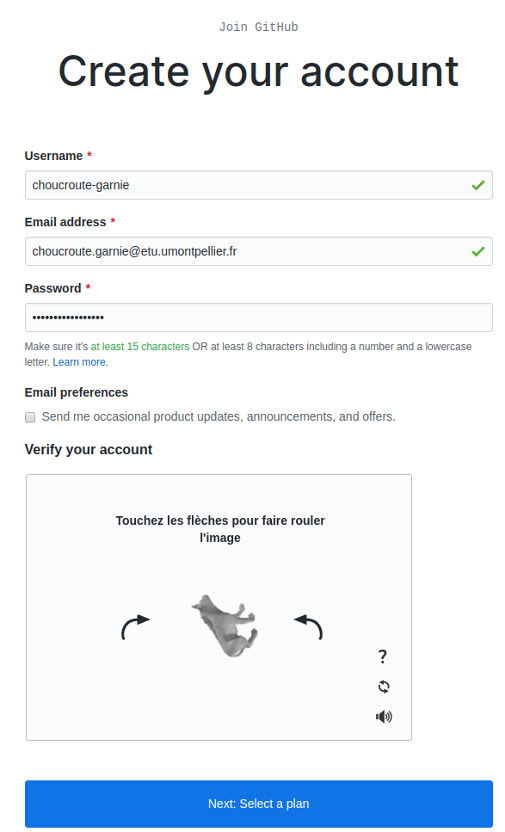 Join GitHub
Create your account
Username *
choucroute-garnie
Email address *
choucroute.garnie@etu.umontpellier.fr
Password *
•••••••••••••••••
Make sure it's at least 15 characters OR at least 8 characters including a number and a lowercase
letter. Learn more.
Email preferences
Send me occasional product updates, announcements, and offers.
Verify your account
Touchez les flèches pour faire rouler
l'image
?
Next: Select a plan